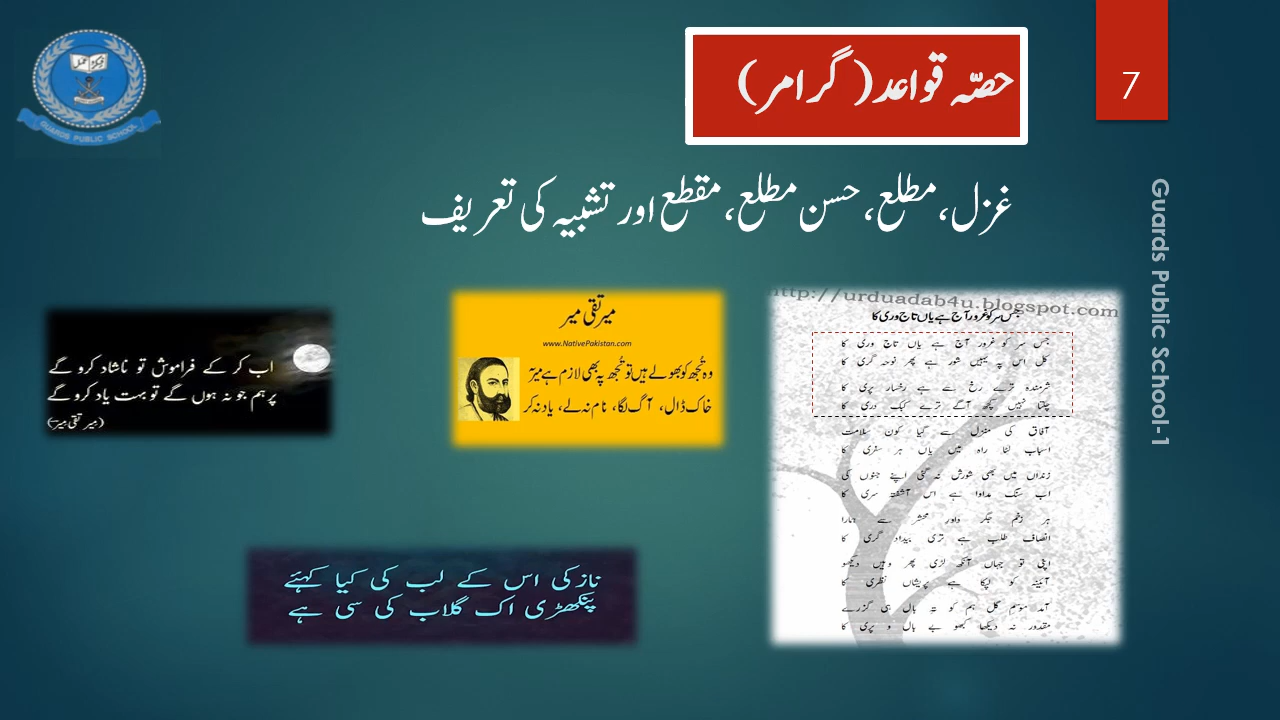 حصّہ قواعد (گرامر)
7
غزل، مطلع، حسن مطلع، مقطع اور تشبیہ کی تعریف
GUARDS PUBLIC SCHOOL
Guards Public School-1
http://urduadab4u.blogspot.com
جس سر کو غرور آج ہے یاں تاج وری کا
جس سر کو غرور آج ہے یاں تاج وری کا
کل اس پہ یہیں شور ہے پھر نوحہ گری کا
شرمندہ ترے رخ سے ہے رخسار پری کا
چلتا نہیں کچھ آگے ترے کبک دری کا
آفاق کی منزل سے گیا کون سلامت
اسباب لٹا راہ میں یاں ہر سفری کا
زنداں میں بھی شورش نہ گئی اپنے جنوں کی
اب سنگ مداوا ہے اس آشفتہ سری کا
ہر زخم جگر داور محشر سے ہمارا
انصاف طلب ہے تری بیداد گری کا
اپنی تو جہاں آنکھ لڑی پھر وہیں دیکھو
آئینہ کو لپکا ہے پریشاں نظری کا
آمد موسم گل ہم کو تہِ بال ہی گزرے
مقدور نہ دیکھا کبھو بے بال و پری کا
میر تقی میر
www.NativePakistan.com
وہ تُجھ کو بھولے ہیں تو تُجھ پہ بھی لازم ہے میرؔ
خاک ڈال، آگ لگا، نام نہ لے، یاد نہ کر
اب کر کے فراموش تو ناشاد کرو گے
پر ہم جو نہ ہوں گے تو بہت یاد کرو گے
(میر تقی میرؔ)
نازکی اس کے لب کی کیا کہئے
پنکھڑی اک گلاب کی سی ہے